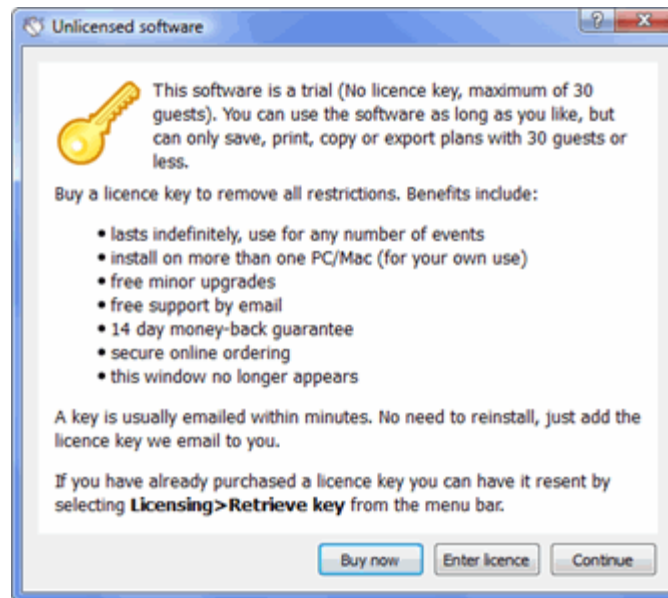 Unlicensed software
This software is a trial (No licence key, maximum of 30
guests). You can use the software as long as you like, but
can only save, print, copy or export plans with 30 guests or
less.
Buy a licence key to remove all restrictions. Benefits include:
• lasts indefinitely, use for any number of events
• install on more than one PC/Mac (for your own use)
• free minor upgrades
• free support by email
• 14 day money-back guarantee
• secure online ordering
• this window no longer appears
A key is usually emailed within minutes. No need to reinstall, just add the
licence key we email to you.
If you have already purchased a licence key you can have it resent by
selecting Licensing>Retrieve key from the menu bar.
Buy now Enter licence Continue